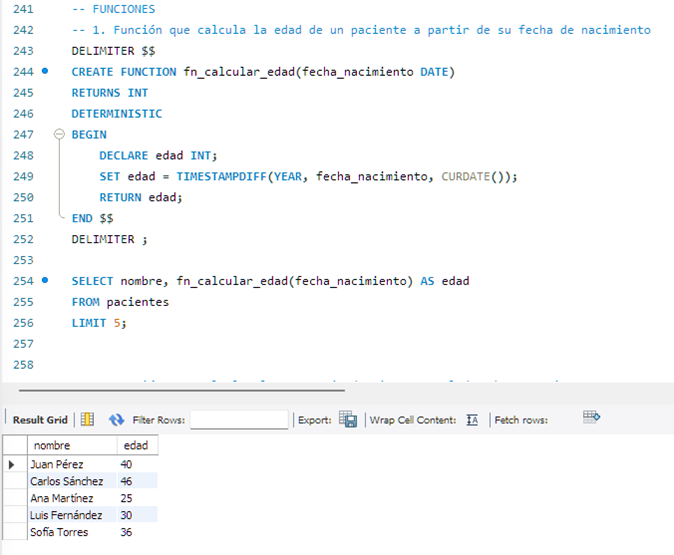 241 -- FUNCIONES
242 -- 1. Función que calcula la edad de un paciente a partir de su fecha de nacimiento
243 DELIMITER $$
244 CREATE FUNCTION fn_calcular_edad(fecha_nacimiento DATE)
245 RETURNS INT
246 DETERMINISTIC
247 BEGIN
248 DECLARE edad INT;
249 SET edad = TIMESTAMPDIFF(YEAR, fecha_nacimiento, CURDATE());
250 RETURN edad;
251 END $$
252 DELIMITER ;
253
254 SELECT nombre, fn_calcular_edad(fecha_nacimiento) AS edad
255 FROM pacientes
256 LIMIT 5;
257
258
Result Grid Filter Rows: Export: Wrap Cell Content: Fetch rows:
nombre edad
Juan Pérez 40
Carlos Sánchez 46
Ana Martínez 25
Luis Fernández 30
Sofía Torres 36